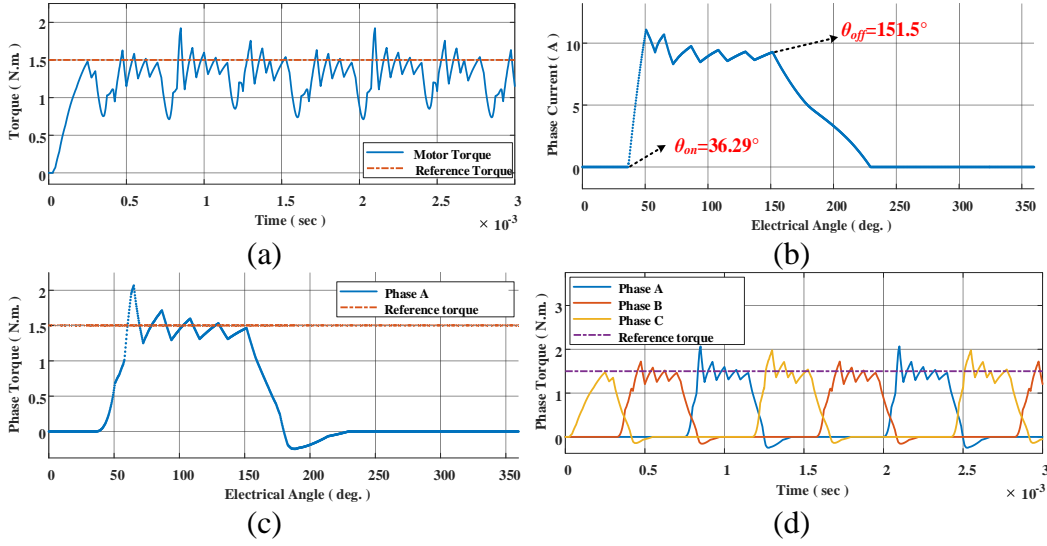 2
1.5
1
0.5
0
Torque ( N.m. )
Motor Torque
Reference Torque
0 0.5 1 1.5 2 2.5 3
Time ( sec )
× 10⁻³
(a)
10
5
0
Phase Current ( A )
θoff=151.5°
θon=36.29°
0 50 100 150 200 250 300 350
Electrical Angle ( deg. )
(b)
2
1.5
1
0.5
0
Phase Torque ( N.m. )
Phase A
Reference torque
0 50 100 150 200 250 300 350
Electrical Angle ( deg. )
(c)
3
2
1
0
Phase Torque ( N.m. )
Phase A
Phase B
Phase C
Reference torque
0 0.5 1 1.5 2 2.5 3
Time ( sec )
× 10⁻³
(d)